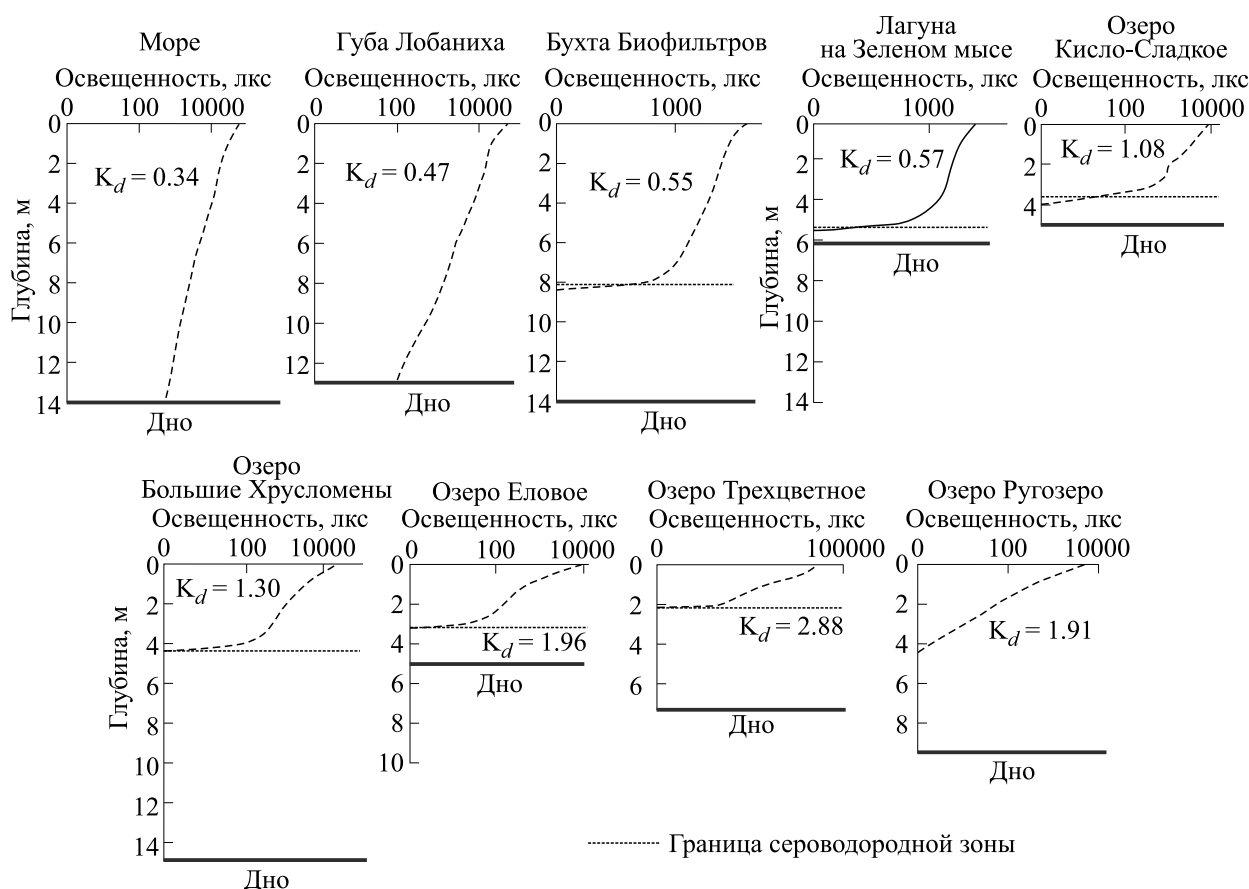 Море
Освещенность, лкс
0 100 10000
0
2
4
6
8
10
12
14
Глубина, м
K_d = 0.34
Дно
Губа Лобаниха
Освещенность, лкс
0 100 10000
0
2
4
6
8
10
12
K_d = 0.47
Дно
Бухта Биофильтров
Освещенность, лкс
0 1000
0
2
4
6
8
10
12
14
K_d = 0.55
Дно
Лагуна
на Зеленом мысе
Освещенность, лкс
0 1000
0
2
4
6
8
10
12
14
Глубина, м
K_d = 0.57
Дно
Озеро
Кисло-Сладкое
Освещенность, лкс
0 100 10000
0
2
4
K_d = 1.08
Дно
Озеро
Большие Хрусломены
Освещенность, лкс
0 100 10000
0
2
4
6
8
10
12
14
Глубина, м
K_d = 1.30
Дно
Озеро Еловое
Освещенность, лкс
0 100 10000
0
2
4
6
8
10
K_d = 1.96
Дно
Озеро Трехцветное
Освещенность, лкс
0 100000
0
2
4
6
K_d = 2.88
Дно
Озеро Ругозеро
Освещенность, лкс
0 100 10000
0
2
4
6
8
K_d = 1.91
Дно
Граница сероводородной зоны